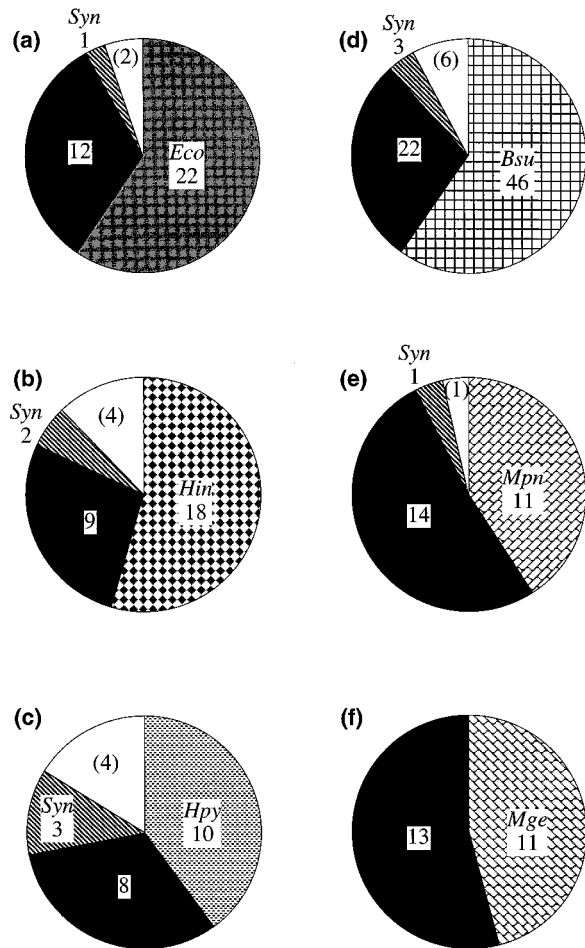 (a)
Syn
1
(2)
12
Eco
22
(d)
Syn
3
(6)
22
Bsu
46
(b)
Syn
2
(4)
9
Hin
18
(e)
Syn
1
(1)
14
Mpn
11
(c)
(4)
Syn
3
Hpy
10
8
(f)
13
Mge
11